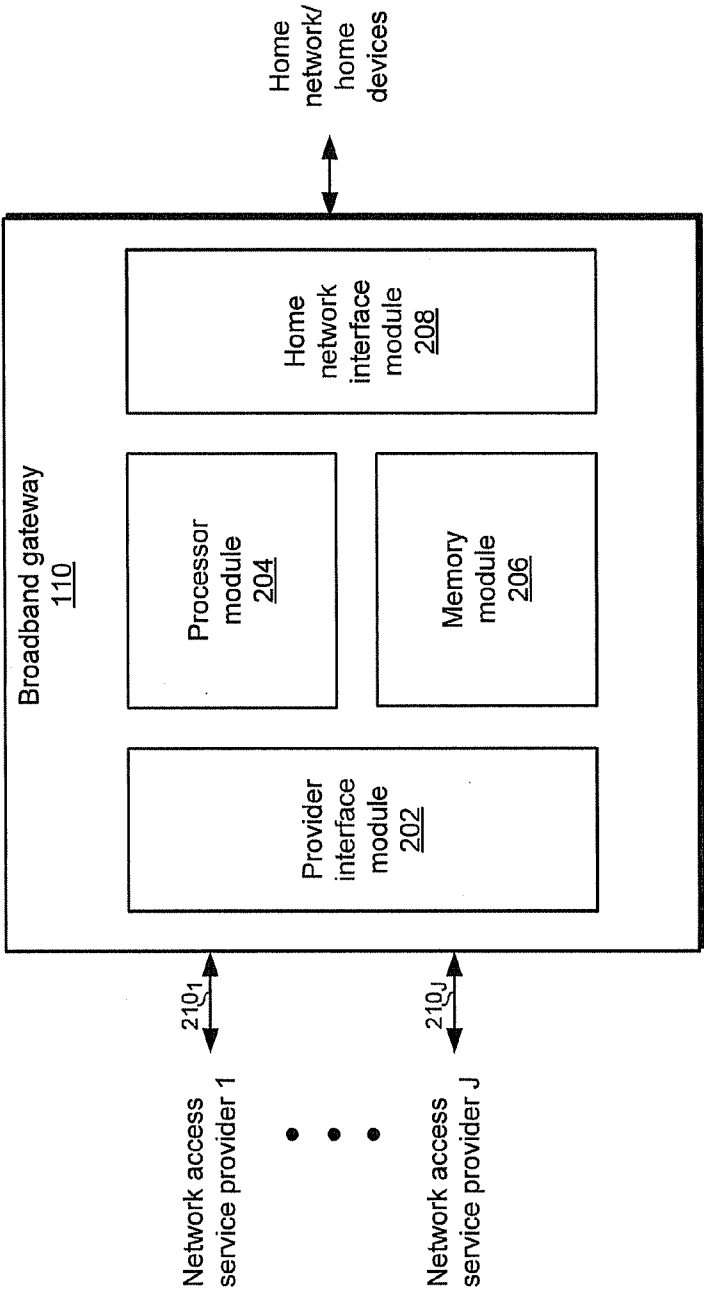 Broadband gateway
110
Network access
service provider 1
210₁
Network access
service provider J
210J
Provider
interface
module
202
Processor
module
204
Memory
module
206
Home
network
interface
module
208
Home
network/
home
devices